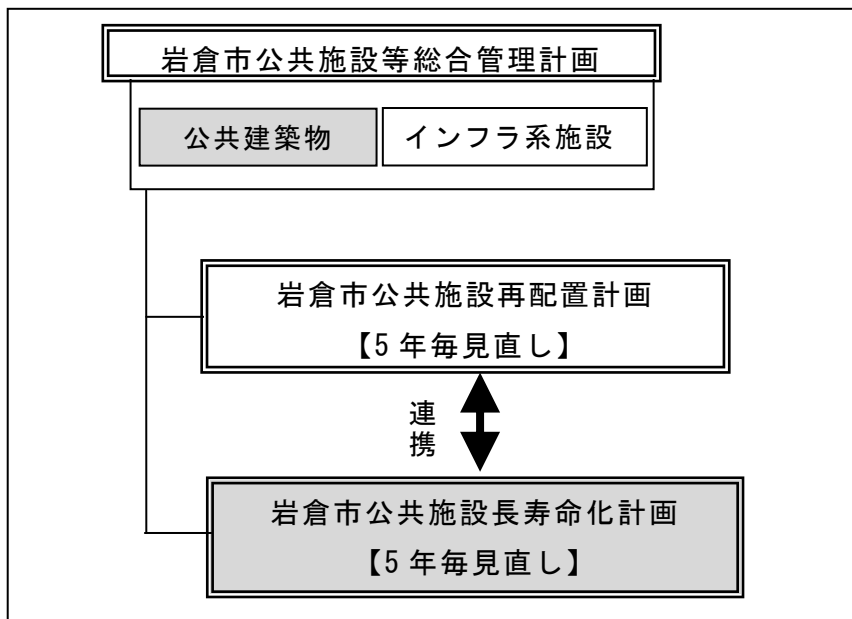 岩倉市公共施設等総合管理計画
公共建築物
インフラ系施設
岩倉市公共施設再配置計画
【5年毎見直し】
連携
岩倉市公共施設長寿命化計画
【5年毎見直し】